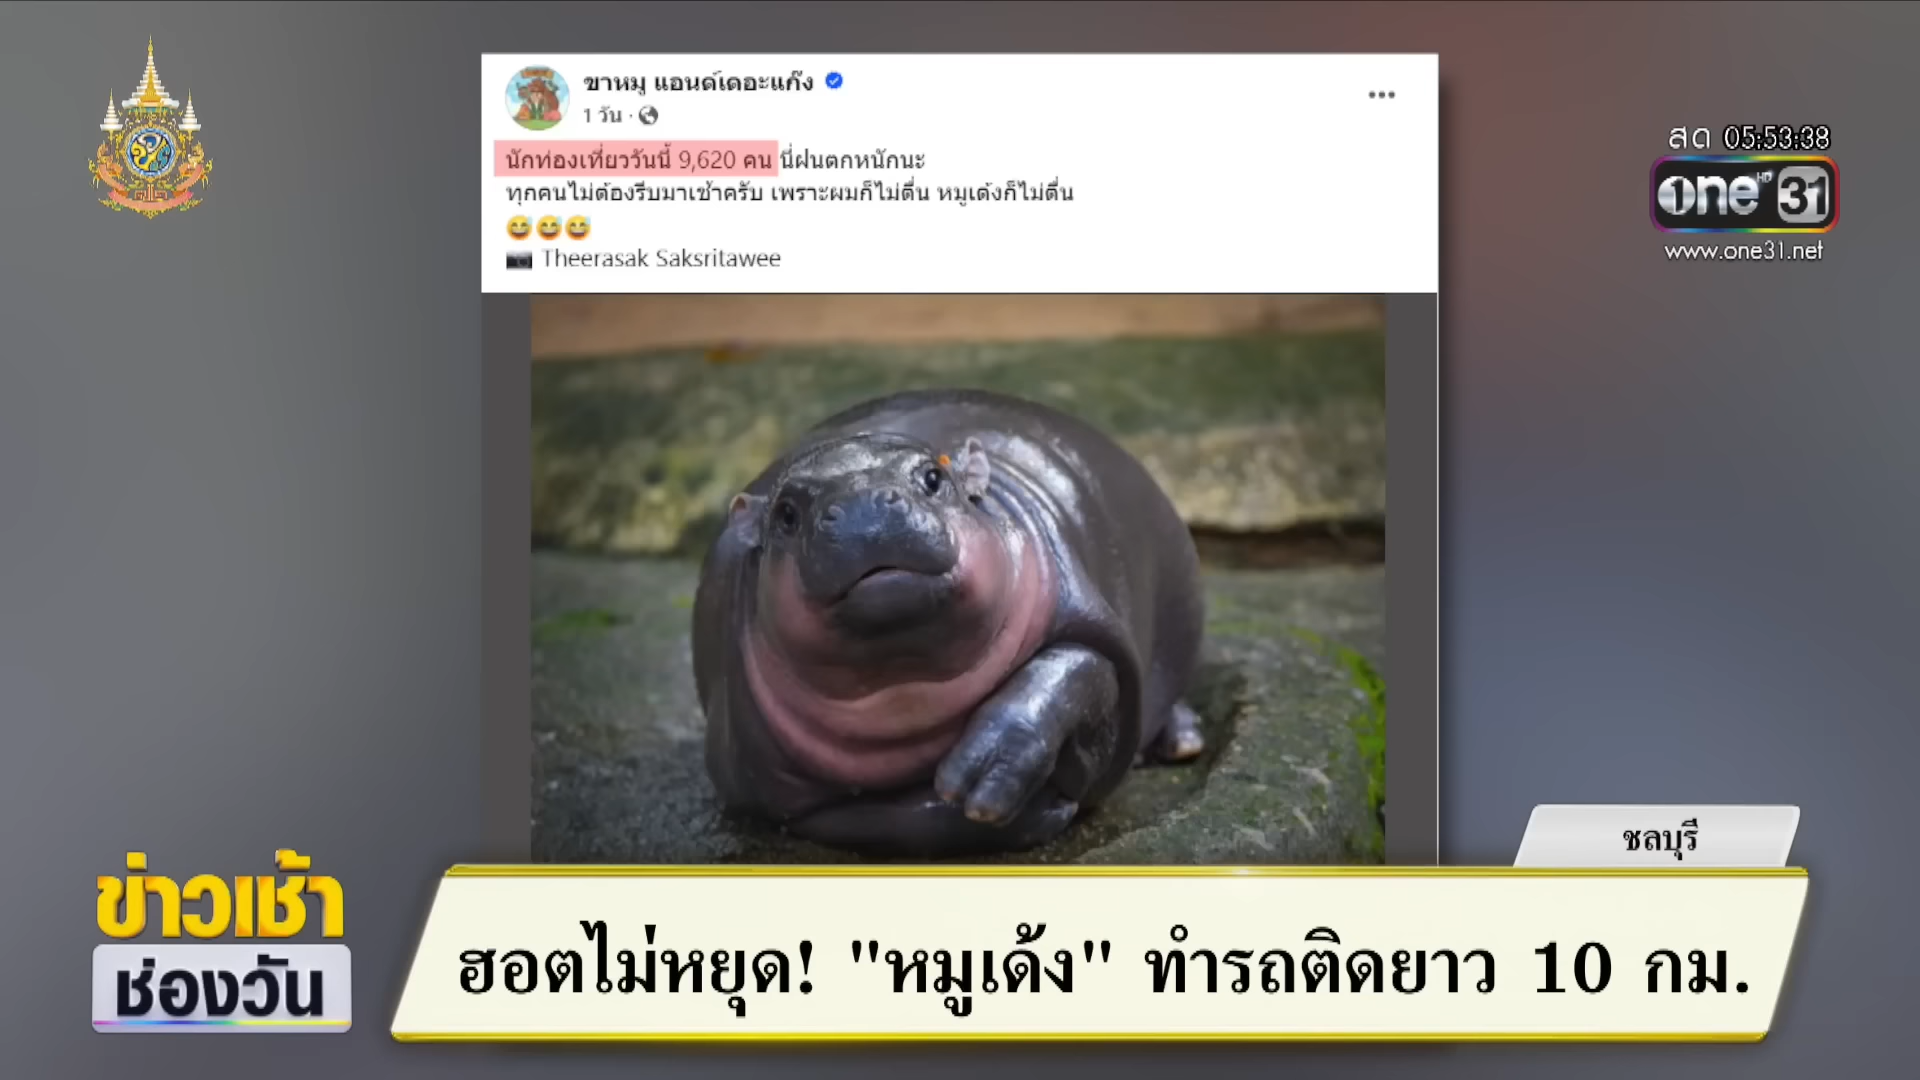 ขาหมู แอนด์เดอะแก๊ง
1 วัน ·
นักท่องเที่ยววันนี้ 9,620 คน นี่ฝนตกหนักนะ
ทุกคนไม่ต้องรีบมาเช้าครับ เพราะผมก็ไม่ตื่น หมูเด้งก็ไม่ตื่น
Theerasak Saksritawee
สด 05:53:38
one HD 31
www.one31.net
ชลบุรี
ข่าวเช้า
ช่องวัน
ฮอตไม่หยุด! "หมูเด้ง" ทำรถติดยาว 10 กม.